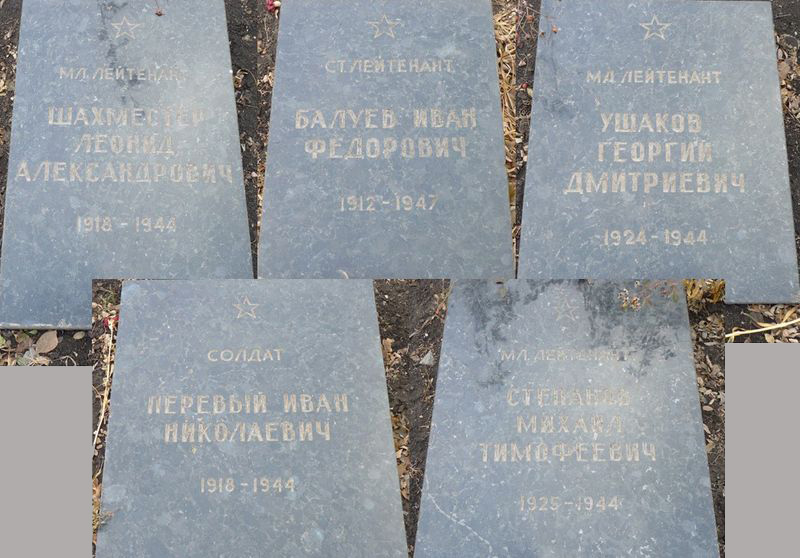 МЛ. ЛЕЙТЕНАНТ
ШАХМЕСТЕР
ЛЕОНИД
АЛЕКСАНДРОВИЧ
1918 - 1944
СТ. ЛЕЙТЕНАНТ
БАЛУЕВ ИВАН
ФЕДОРОВИЧ
1912 - 1947
МЛ. ЛЕЙТЕНАНТ
УШАКОВ
ГЕОРГИЙ
ДМИТРИЕВИЧ
1924 - 1944
СОЛДАТ
ПЕРЕВЫЙ ИВАН
НИКОЛАЕВИЧ
1918 - 1944
МЛ. ЛЕЙТЕНАНТ
СТЕПАНОВ
МИХАИЛ
ТИМОФЕЕВИЧ
1925 - 1944